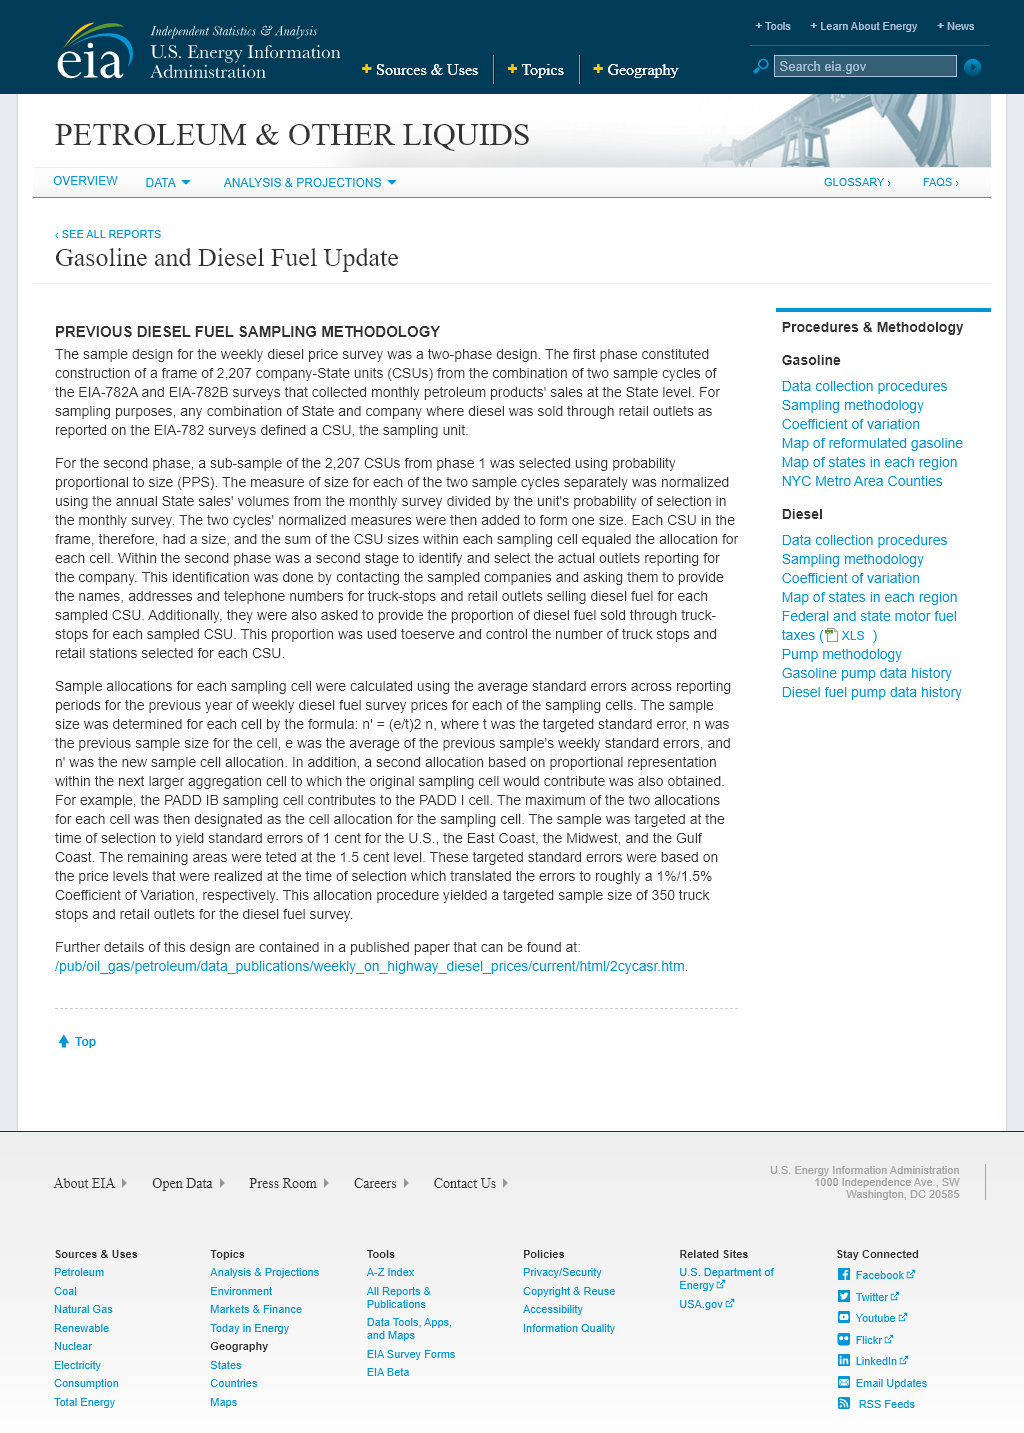 Independent Statistics & Analysis
U.S. Energy Information
Administration
eia
+ Sources & Uses
+ Topics
+ Geography
+ Tools
+ Learn About Energy
+ News
Search eia.gov
PETROLEUM & OTHER LIQUIDS
OVERVIEW
DATA
ANALYSIS & PROJECTIONS
GLOSSARY ›
FAQS ›
‹ SEE ALL REPORTS
Gasoline and Diesel Fuel Update
PREVIOUS DIESEL FUEL SAMPLING METHODOLOGY
The sample design for the weekly diesel price survey was a two-phase design. The first phase constituted
construction of a frame of 2,207 company-State units (CSUs) from the combination of two sample cycles of
the EIA-782A and EIA-782B surveys that collected monthly petroleum products' sales at the State level. For
sampling purposes, any combination of State and company where diesel was sold through retail outlets as
reported on the EIA-782 surveys defined a CSU, the sampling unit.
For the second phase, a sub-sample of the 2,207 CSUs from phase 1 was selected using probability
proportional to size (PPS). The measure of size for each of the two sample cycles separately was normalized
using the annual State sales' volumes from the monthly survey divided by the unit's probability of selection in
the monthly survey. The two cycles' normalized measures were then added to form one size. Each CSU in the
frame, therefore, had a size, and the sum of the CSU sizes within each sampling cell equaled the allocation for
each cell. Within the second phase was a second stage to identify and select the actual outlets reporting for
the company. This identification was done by contacting the sampled companies and asking them to provide
the names, addresses and telephone numbers for truck-stops and retail outlets selling diesel fuel for each
sampled CSU. Additionally, they were also asked to provide the proportion of diesel fuel sold through truck-
stops for each sampled CSU. This proportion was used toeserve and control the number of truck stops and
retail stations selected for each CSU.
Sample allocations for each sampling cell were calculated using the average standard errors across reporting
periods for the previous year of weekly diesel fuel survey prices for each of the sampling cells. The sample
size was determined for each cell by the formula: n' = (e/t)2 n, where t was the targeted standard error, n was
the previous sample size for the cell, e was the average of the previous sample's weekly standard errors, and
n' was the new sample cell allocation. In addition, a second allocation based on proportional representation
within the next larger aggregation cell to which the original sampling cell would contribute was also obtained.
For example, the PADD IB sampling cell contributes to the PADD I cell. The maximum of the two allocations
for each cell was then designated as the cell allocation for the sampling cell. The sample was targeted at the
time of selection to yield standard errors of 1 cent for the U.S., the East Coast, the Midwest, and the Gulf
Coast. The remaining areas were teted at the 1.5 cent level. These targeted standard errors were based on
the price levels that were realized at the time of selection which translated the errors to roughly a 1%/1.5%
Coefficient of Variation, respectively. This allocation procedure yielded a targeted sample size of 350 truck
stops and retail outlets for the diesel fuel survey.
Further details of this design are contained in a published paper that can be found at:
/pub/oil_gas/petroleum/data_publications/weekly_on_highway_diesel_prices/current/html/2cycasr.htm.
Top
Procedures & Methodology
Gasoline
Data collection procedures
Sampling methodology
Coefficient of variation
Map of reformulated gasoline
Map of states in each region
NYC Metro Area Counties
Diesel
Data collection procedures
Sampling methodology
Coefficient of variation
Map of states in each region
Federal and state motor fuel
taxes ( XLS )
Pump methodology
Gasoline pump data history
Diesel fuel pump data history
About EIA
Open Data
Press Room
Careers
Contact Us
U.S. Energy Information Administration
1000 Independence Ave., SW
Washington, DC 20585
Sources & Uses
Petroleum
Coal
Natural Gas
Renewable
Nuclear
Electricity
Consumption
Total Energy
Topics
Analysis & Projections
Environment
Markets & Finance
Today in Energy
Geography
States
Countries
Maps
Tools
A-Z Index
All Reports &
Publications
Data Tools, Apps,
and Maps
EIA Survey Forms
EIA Beta
Policies
Privacy/Security
Copyright & Reuse
Accessibility
Information Quality
Related Sites
U.S. Department of
Energy
USA.gov
Stay Connected
Facebook
Twitter
Youtube
Flickr
LinkedIn
Email Updates
RSS Feeds